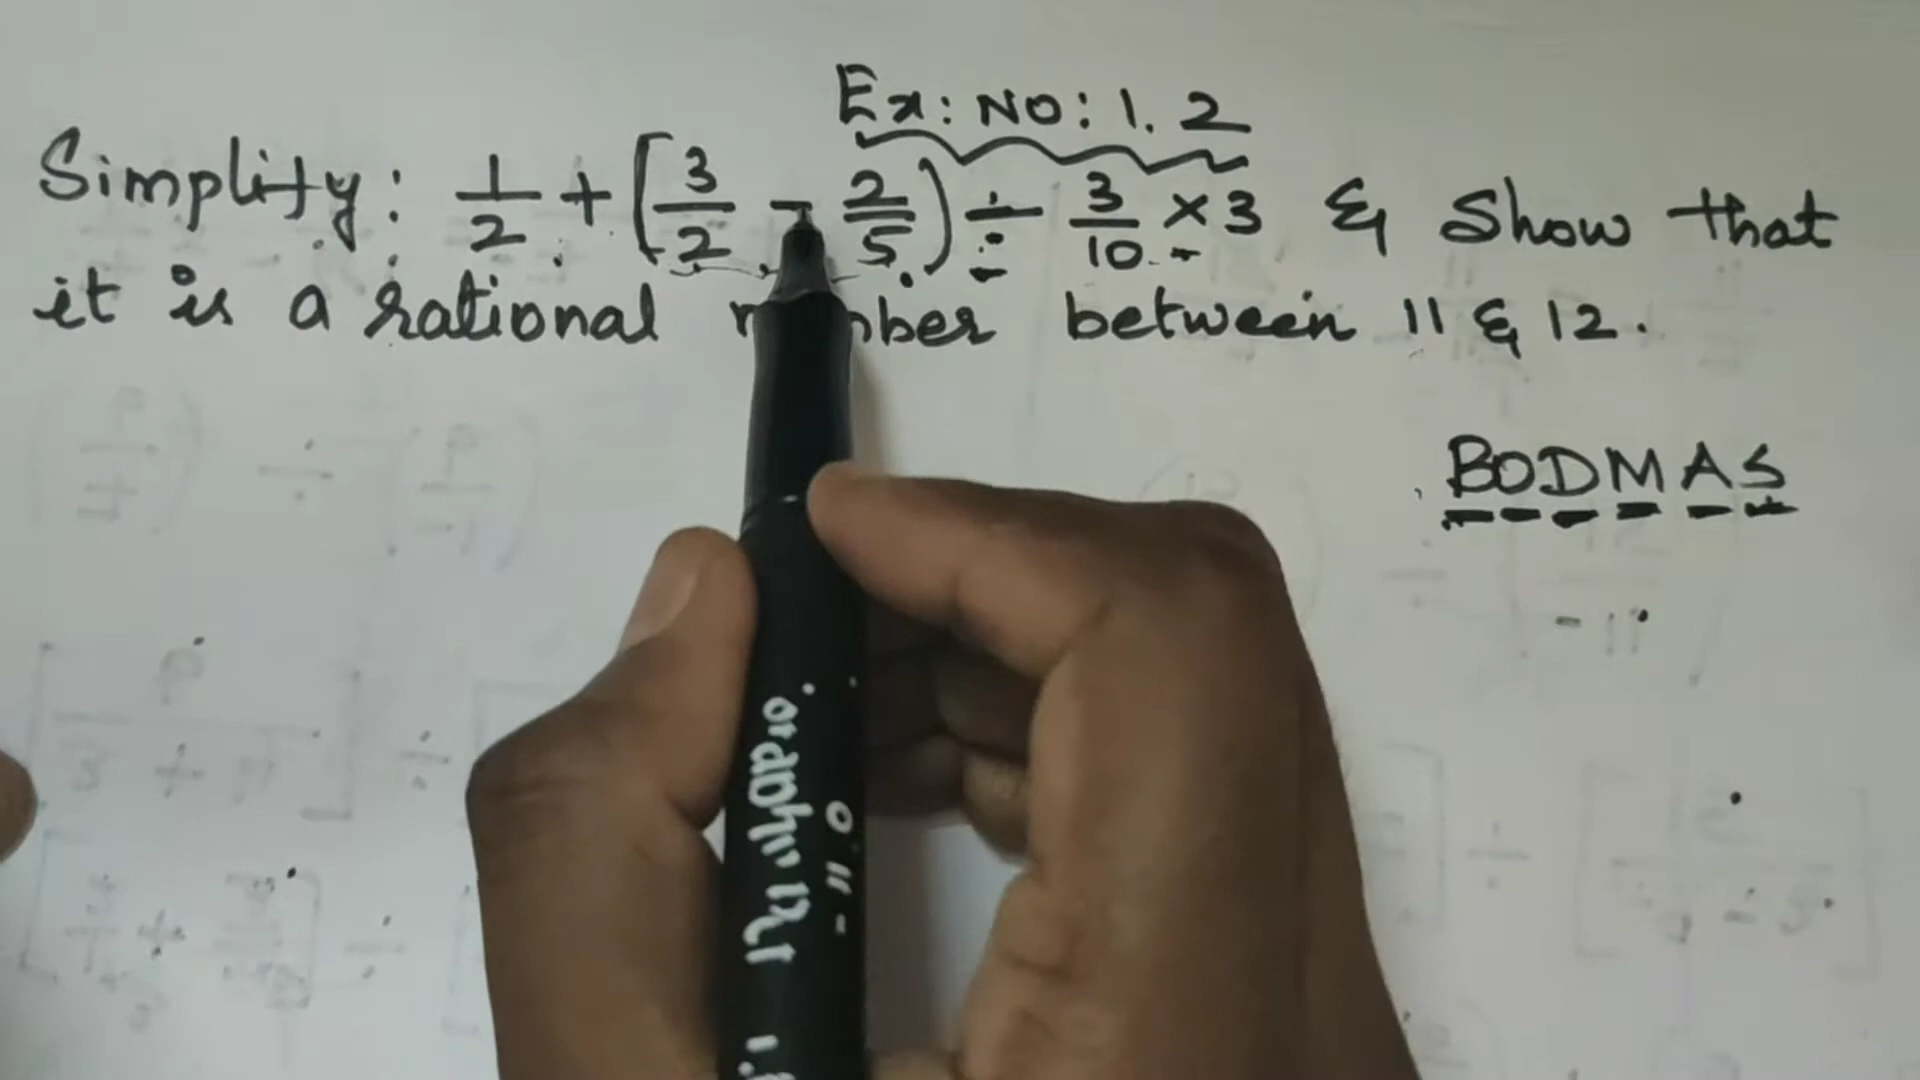 Ex: NO: 1. 2
Simplify: 1/2 + (3/2 - 2/5) ÷ 3/10 × 3 & Show that
it is a rational number between 11 & 12.
BODMAS